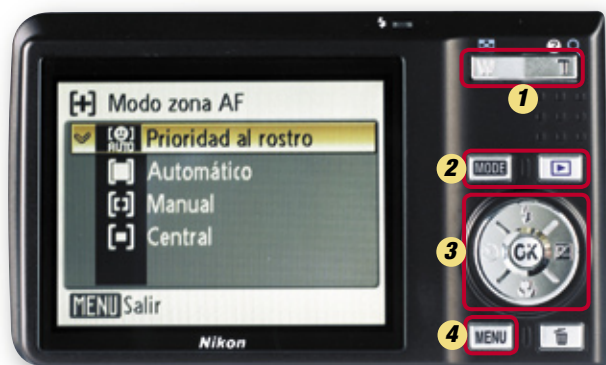 W T
1
[+] Modo zona AF
AUTO Prioridad al rostro
Automático
Manual
Central
MENU Salir
Nikon
2
MODE
3
OK
4
MENU